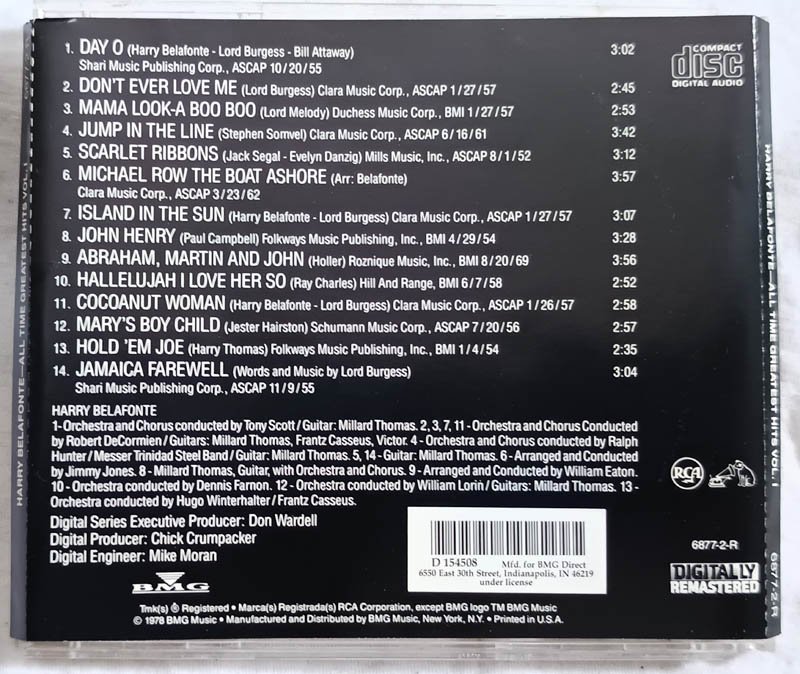 1. DAY O (Harry Belafonte - Lord Burgess - Bill Attaway) 3:02
Shari Music Publishing Corp., ASCAP 10/20/55
2. DON'T EVER LOVE ME (Lord Burgess) Clara Music Corp., ASCAP 1/27/57 2:45
3. MAMA LOOK-A BOO BOO (Lord Melody) Duchess Music Corp., BMI 1/27/57 2:53
4. JUMP IN THE LINE (Stephen Somvel) Clara Music Corp., ASCAP 6/16/61 3:42
5. SCARLET RIBBONS (Jack Segal - Evelyn Danzig) Mills Music, Inc., ASCAP 8/1/52 3:12
6. MICHAEL ROW THE BOAT ASHORE (Arr: Belafonte) 3:57
Clara Music Corp., ASCAP 3/23/62
7. ISLAND IN THE SUN (Harry Belafonte - Lord Burgess) Clara Music Corp., ASCAP 1/27/57 3:07
8. JOHN HENRY (Paul Campbell) Folkways Music Publishing, Inc., BMI 4/29/54 3:28
9. ABRAHAM, MARTIN AND JOHN (Holler) Roznique Music, Inc., BMI 8/20/69 3:56
10. HALLELUJAH I LOVE HER SO (Ray Charles) Hill And Range, BMI 6/7/58 2:52
11. COCOANUT WOMAN (Harry Belafonte - Lord Burgess) Clara Music Corp., ASCAP 1/26/57 2:58
12. MARY'S BOY CHILD (Jester Hairston) Schumann Music Corp., ASCAP 7/20/56 2:57
13. HOLD 'EM JOE (Harry Thomas) Folkways Music Publishing, Inc., BMI 1/4/54 2:35
14. JAMAICA FAREWELL (Words and Music by Lord Burgess) 3:04
Shari Music Publishing Corp., ASCAP 11/9/55
HARRY BELAFONTE
1- Orchestra and Chorus conducted by Tony Scott/Guitar: Millard Thomas. 2, 3, 7, 11 - Orchestra and Chorus Conducted
by Robert DeCormien/Guitars: Millard Thomas, Frantz Casseus, Victor. 4 - Orchestra and Chorus conducted by Ralph
Hunter/Messer Trinidad Steel Band/Guitar: Millard Thomas. 5, 14 - Guitar: Millard Thomas. 6 - Arranged and Conducted
by Jimmy Jones. 8 - Millard Thomas, Guitar, with Orchestra and Chorus. 9 - Arranged and Conducted by William Eaton.
10 - Orchestra conducted by Dennis Farnon. 12 - Orchestra conducted by William Lorin/Guitars: Millard Thomas. 13 -
Orchestra conducted by Hugo Winterhalter/Frantz Casseus.
Digital Series Executive Producer: Don Wardell
Digital Producer: Chick Crumpacker
Digital Engineer: Mike Moran
BMG
Tmk(s) ® Registered • Marca(s) Registrada(s) RCA Corporation, except BMG logo TM BMG Music
© 1978 BMG Music • Manufactured and Distributed by BMG Music, New York, N.Y. • Printed in U.S.A.
D 154508 Mfd. for BMG Direct
6550 East 30th Street, Indianapolis, IN 46219
under license
COMPACT
disc
DIGITAL AUDIO
RCA
6877-2-R
DIGITALLY
REMASTERED
HARRY BELAFONTE—ALL TIME GREATEST HITS VOL. 1
HARRY BELAFONTE—ALL TIME GREATEST HITS VOL. 1 6877-2-R